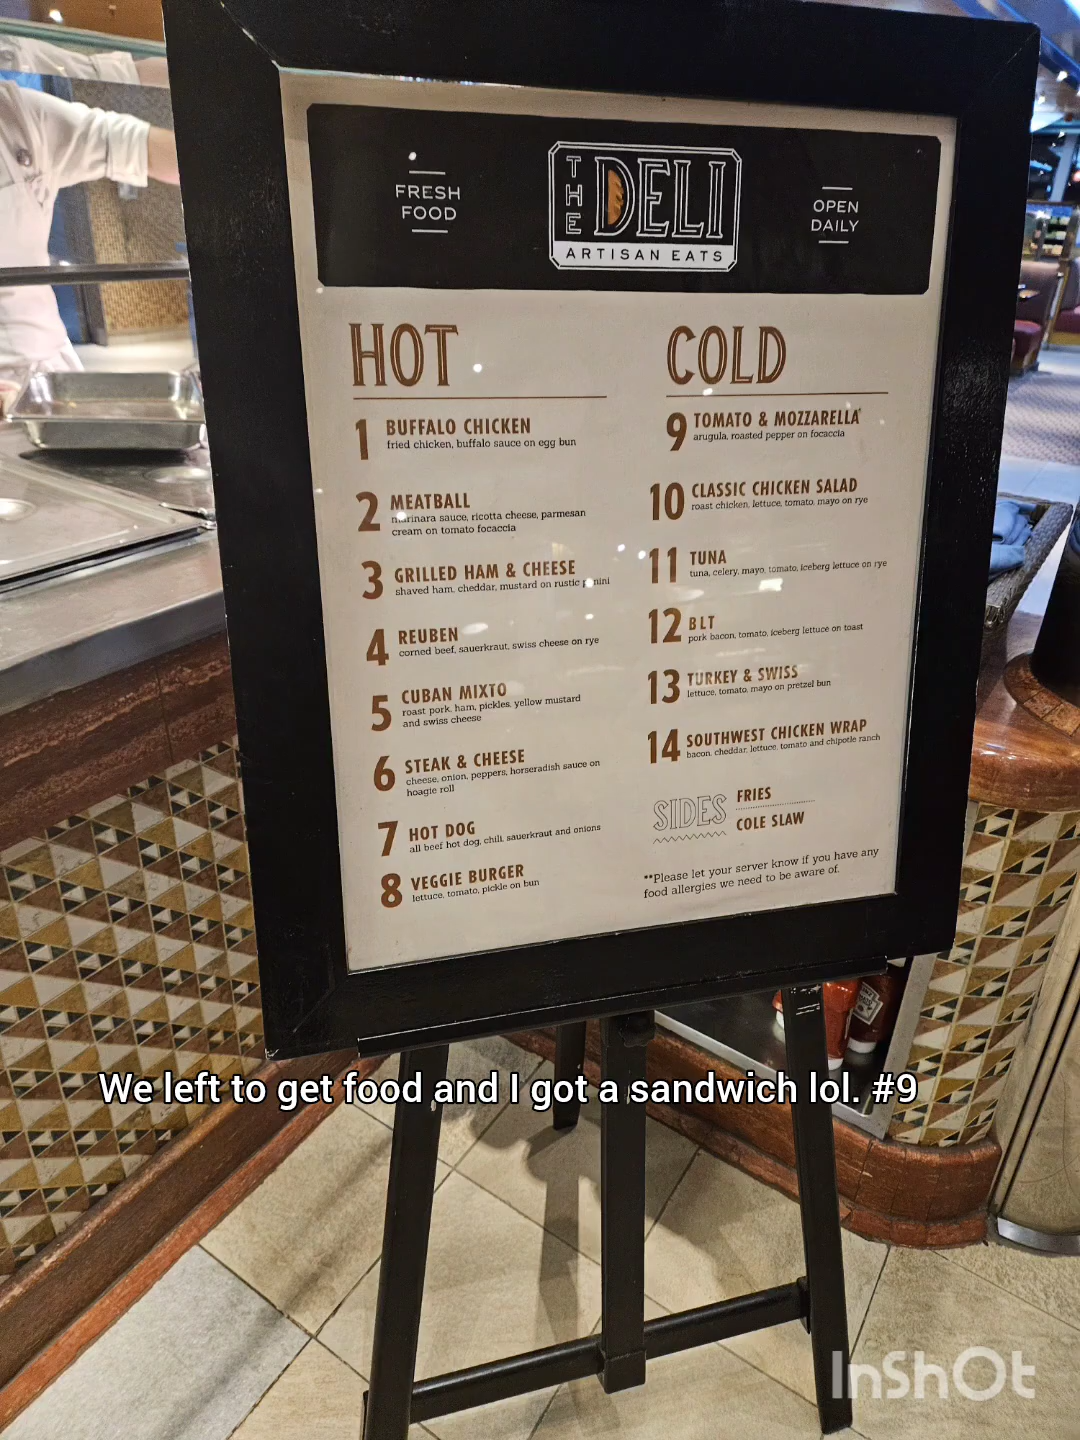 FRESH
FOOD
THE DELI
ARTISAN EATS
OPEN
DAILY
HOT
1 BUFFALO CHICKEN
fried chicken, buffalo sauce on egg bun
2 MEATBALL
marinara sauce, ricotta cheese, parmesan
cream on tomato focaccia
3 GRILLED HAM & CHEESE
shaved ham, cheddar, mustard on rustic panini
4 REUBEN
corned beef, sauerkraut, swiss cheese on rye
5 CUBAN MIXTO
roast pork, ham, pickles, yellow mustard
and swiss cheese
6 STEAK & CHEESE
cheese, onion, peppers, horseradish sauce on
hoagie roll
7 HOT DOG
all beef hot dog, chili, sauerkraut and onions
8 VEGGIE BURGER
lettuce, tomato, pickle on bun
COLD
9 TOMATO & MOZZARELLA*
arugula, roasted pepper on focaccia
10 CLASSIC CHICKEN SALAD
roast chicken, lettuce, tomato, mayo on rye
11 TUNA
tuna, celery, mayo, tomato, iceberg lettuce on rye
12 BLT
pork bacon, tomato, iceberg lettuce on toast
13 TURKEY & SWISS
lettuce, tomato, mayo on pretzel bun
14 SOUTHWEST CHICKEN WRAP
bacon, cheddar, lettuce, tomato and chipotle ranch
SIDES
FRIES
COLE SLAW
**Please let your server know if you have any
food allergies we need to be aware of.
We left to get food and I got a sandwich lol. #9
InShOt